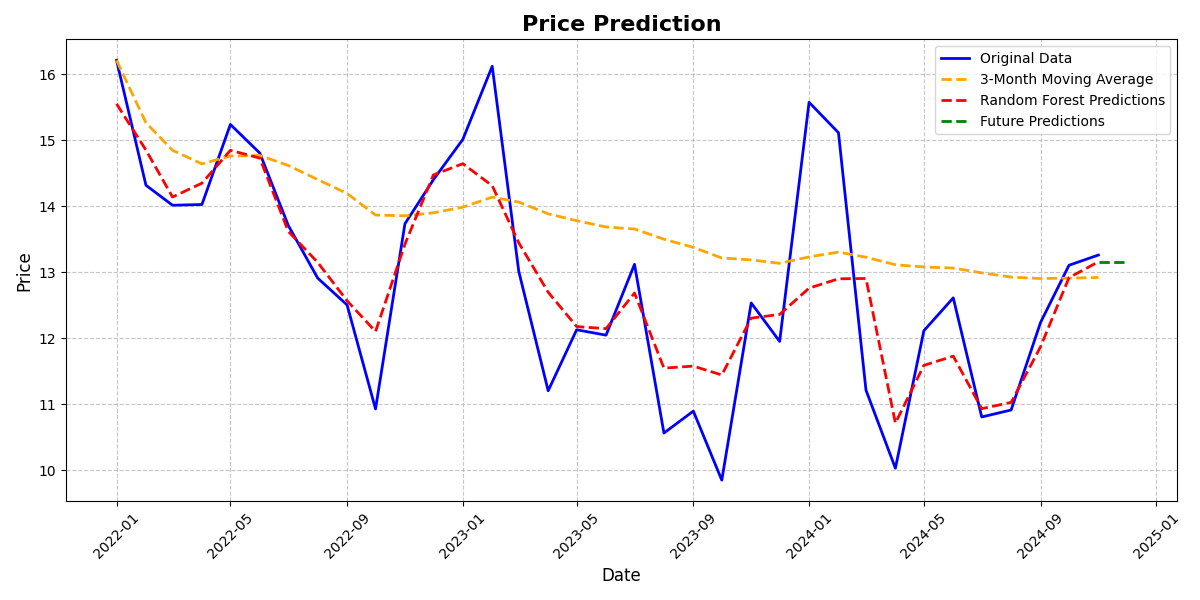 Price Prediction
Original Data
3-Month Moving Average
Random Forest Predictions
Future Predictions
Price
16
15
14
13
12
11
10
2022-01
2022-05
2022-09
2023-01
2023-05
2023-09
2024-01
2024-05
2024-09
2025-01
Date